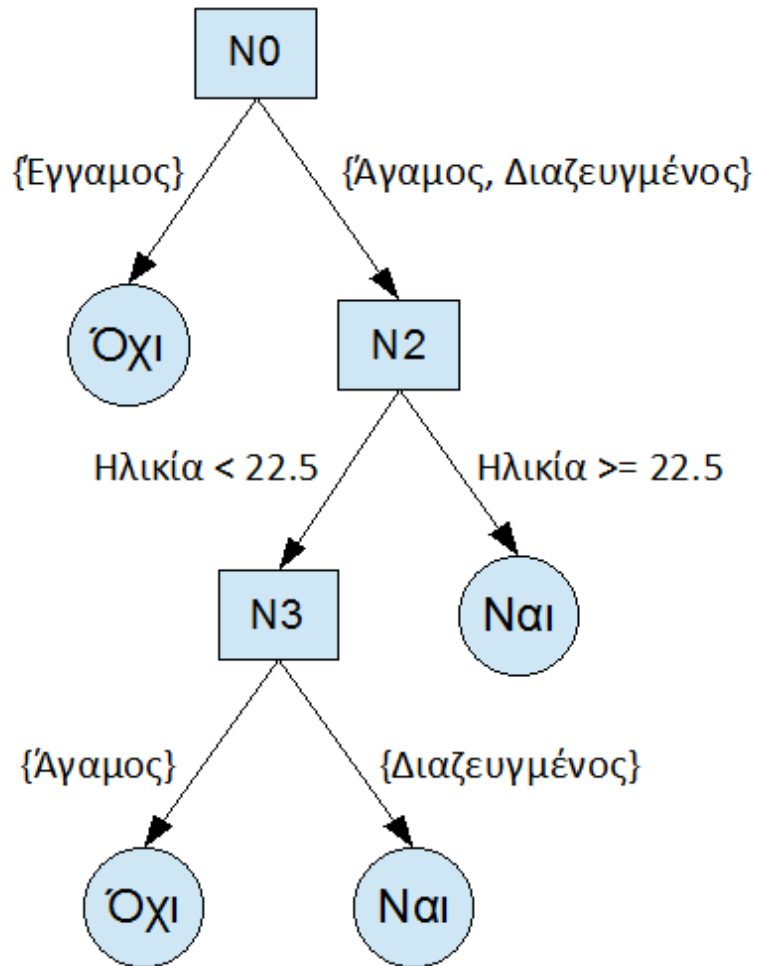 N0
{Έγγαμος} {Άγαμος, Διαζευγμένος}
Όχι N2
Ηλικία < 22.5 Ηλικία >= 22.5
N3 Ναι
{Άγαμος} {Διαζευγμένος}
Όχι Ναι